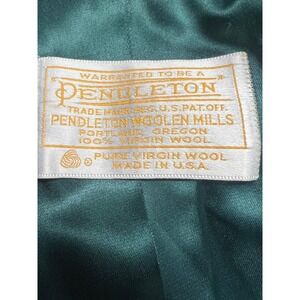 WARRANTED TO BE A
"PENDLETON"
TRADE MARK REG. U.S. PAT. OFF.
PENDLETON WOOLEN MILLS
PORTLAND, OREGON
100% VIRGIN WOOL
® PURE VIRGIN WOOL
MADE IN U.S.A.